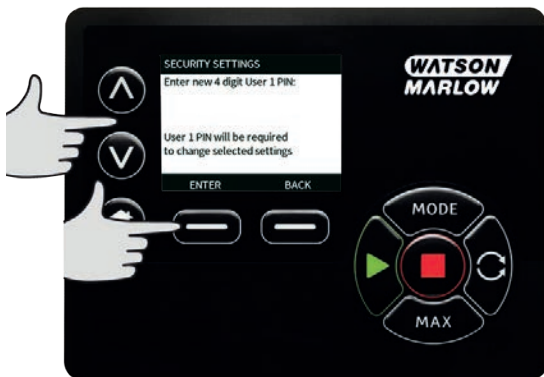 SECURITY SETTINGS
Enter new 4 digit User 1 PIN:
User 1 PIN will be required
to change selected settings
ENTER BACK
WATSON
MARLOW
MODE
MAX